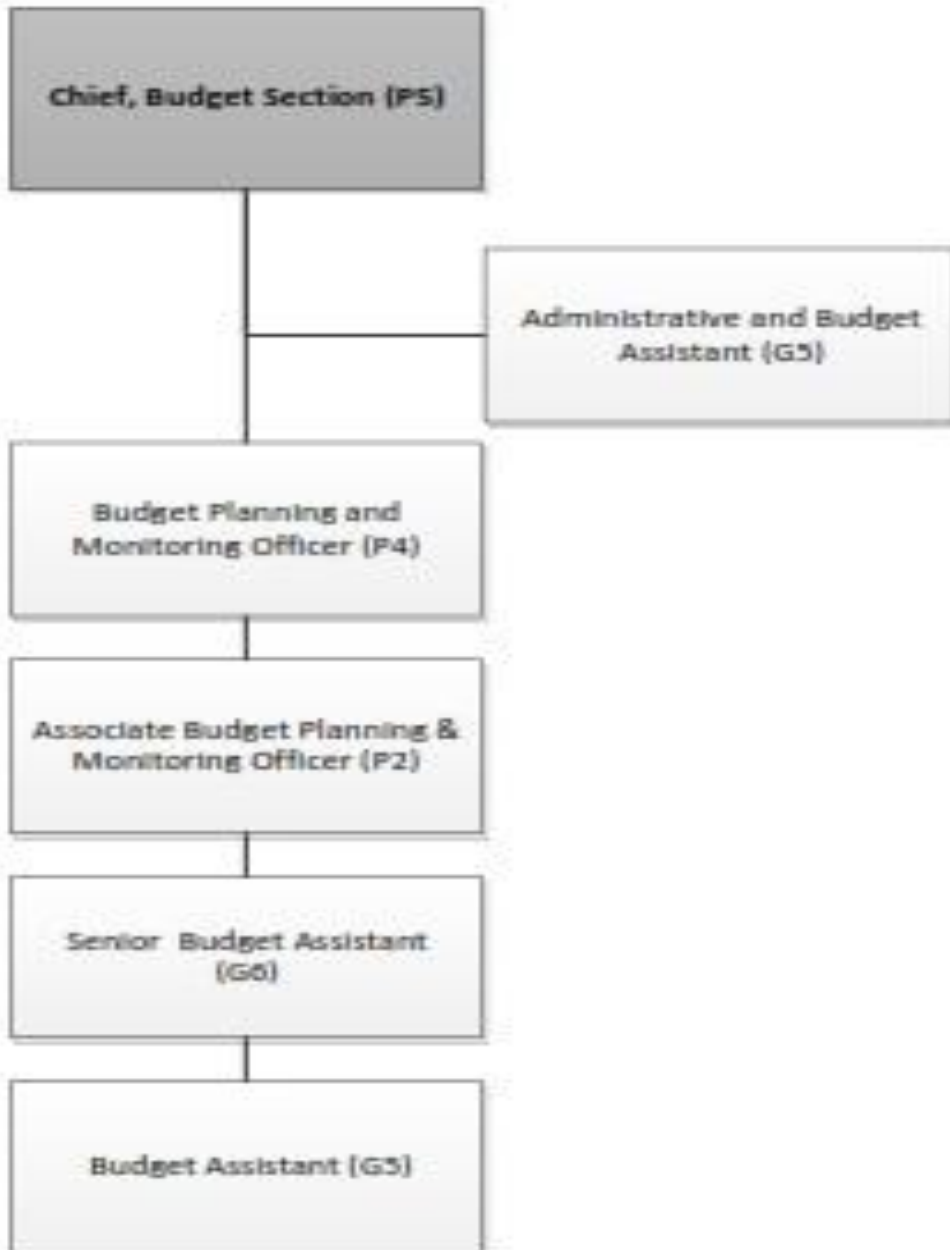 Chief, Budget Section (P5)
Administrative and Budget
Assistant (G5)
Budget Planning and
Monitoring Officer (P4)
Associate Budget Planning &
Monitoring Officer (P2)
Senior Budget Assistant
(G6)
Budget Assistant (G5)